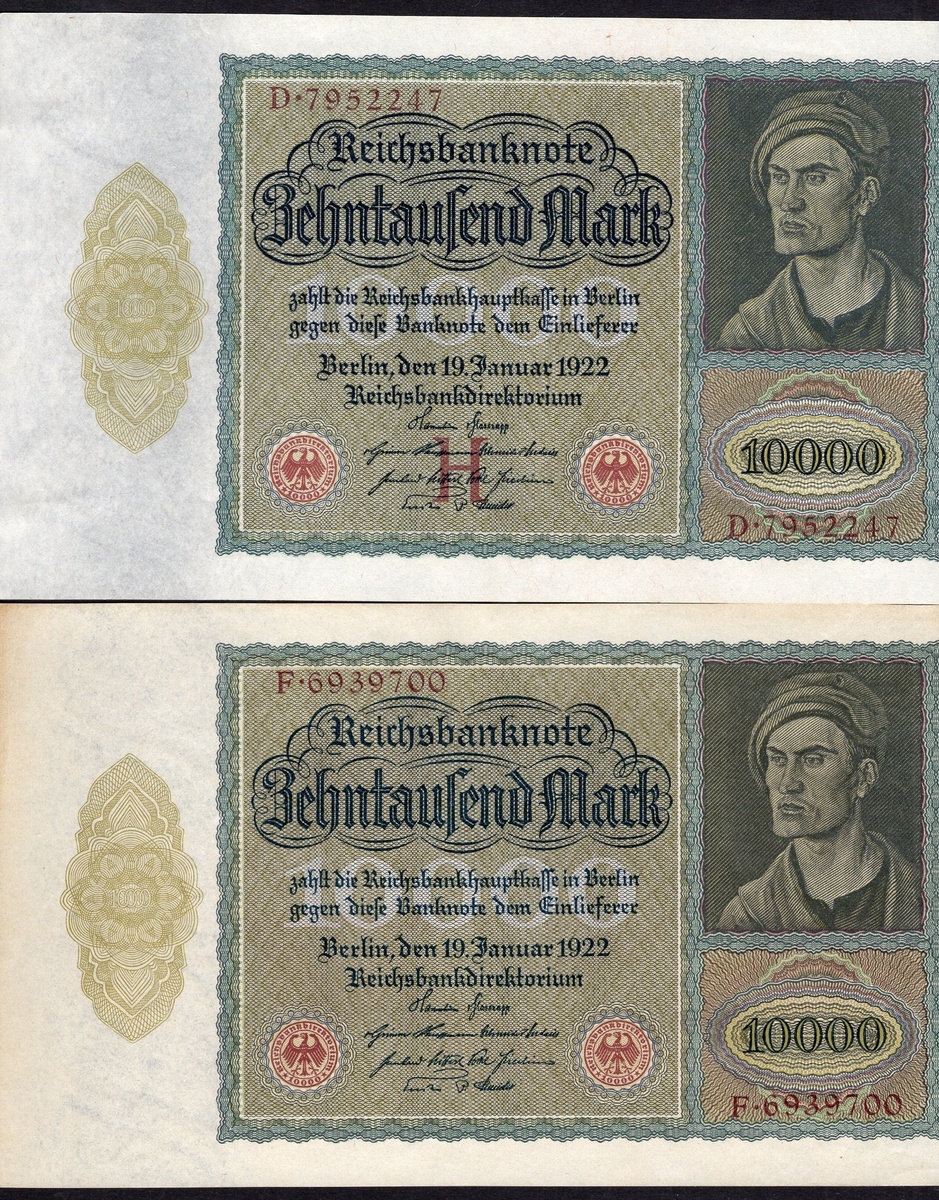 D·7952247
Reichsbanknote
Zehntausend Mark
10000
zahlt die Reichsbankhauptkasse in Berlin
gegen diese Banknote dem Einlieferer
Berlin, den 19. Januar 1922
Reichsbankdirektorium
H
10000
D·7952247
F·6939700
Reichsbanknote
Zehntausend Mark
10000
zahlt die Reichsbankhauptkasse in Berlin
gegen diese Banknote dem Einlieferer
Berlin, den 19. Januar 1922
Reichsbankdirektorium
10000
F·6939700